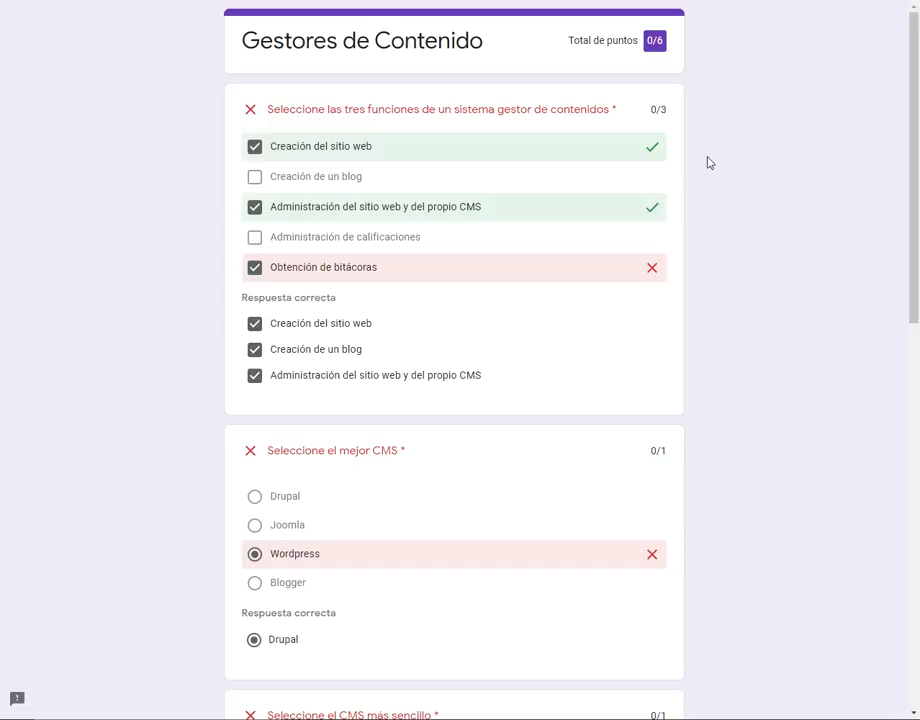 Gestores de Contenido
Total de puntos 0/6
Seleccione las tres funciones de un sistema gestor de contenidos * 0/3
Creación del sitio web
Creación de un blog
Administración del sitio web y del propio CMS
Administración de calificaciones
Obtención de bitácoras
Respuesta correcta
Creación del sitio web
Creación de un blog
Administración del sitio web y del propio CMS
Seleccione el mejor CMS * 0/1
Drupal
Joomla
Wordpress
Blogger
Respuesta correcta
Drupal
Seleccione el CMS más sencillo * 0/1